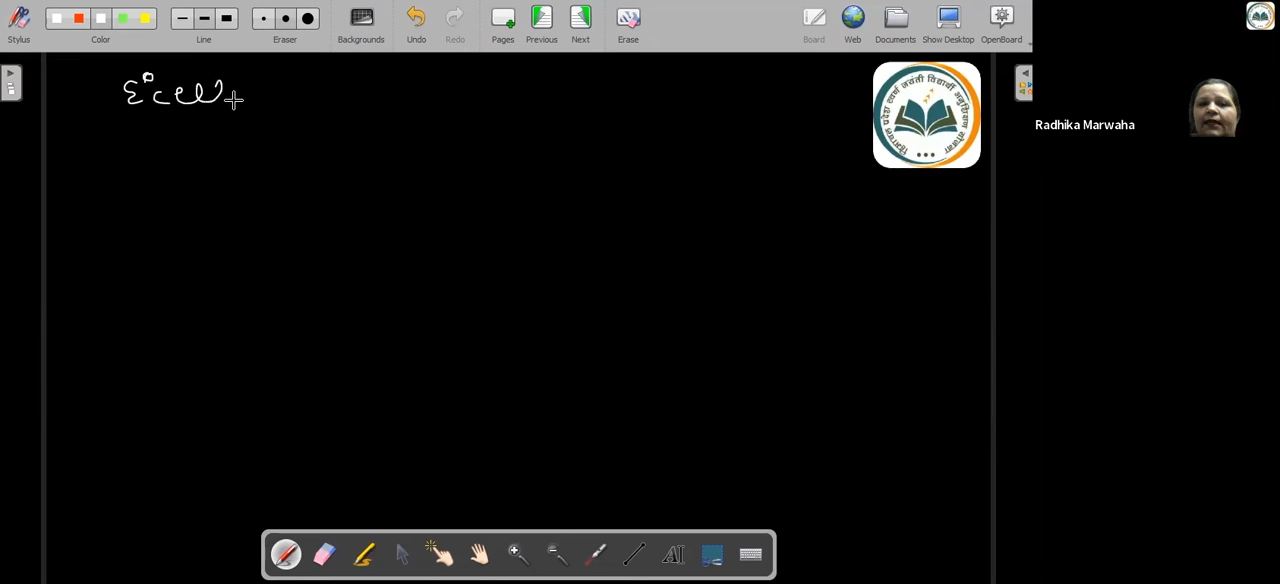 Stylus Color Line Eraser Backgrounds Undo Redo Pages Previous Next Erase Board Web Documents Show Desktop OpenBoard
E°cell
Radhika Marwaha
AI